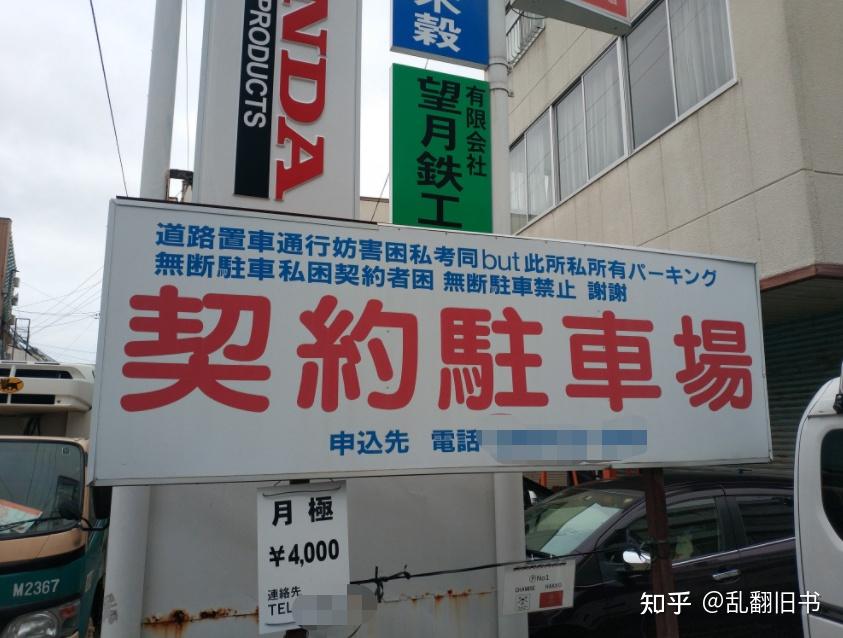 NDA
PRODUCTS
米穀
有限会社
望月鉄工
道路置車通行妨害困私考同but此所私所有パーキング
無断駐車私困契約者困 無断駐車禁止 謝謝
契約駐車場
申込先 電話
月極
¥4,000
連絡先
TEL
M2367
No1
知乎 @乱翻旧书